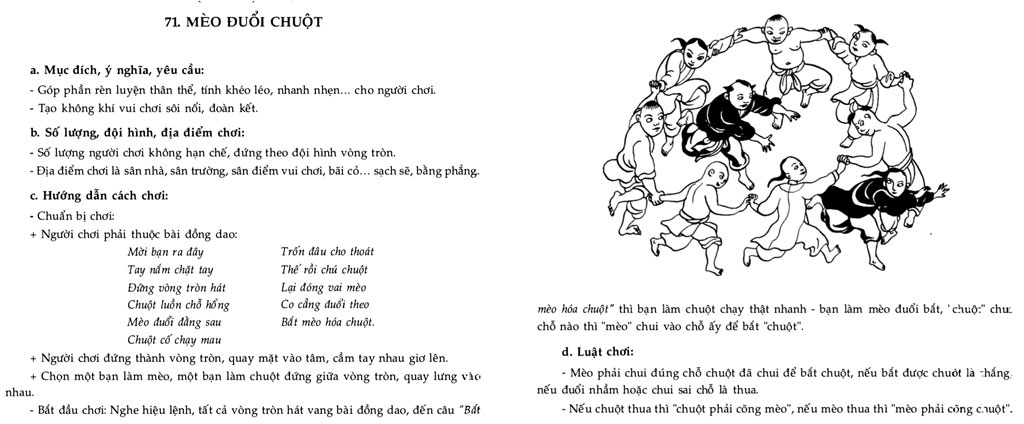 71. MÈO ĐUỔI CHUỘT
a. Mục đích, ý nghĩa, yêu cầu:
- Góp phần rèn luyện thân thể, tính khéo léo, nhanh nhẹn... cho người chơi.
- Tạo không khí vui chơi sôi nổi, đoàn kết.
b. Số lượng, đội hình, địa điểm chơi:
- Số lượng người chơi không hạn chế, đứng theo đội hình vòng tròn.
- Địa điểm chơi là sân nhà, sân trường, sân điểm vui chơi, bãi cỏ... sạch sẽ, bằng phẳng.
c. Hướng dẫn cách chơi:
- Chuẩn bị chơi:
+ Người chơi phải thuộc bài đồng dao:
Mời bạn ra đây
Tay nắm chặt tay
Đứng vòng tròn hát
Chuột luồn chỗ hổng
Mèo đuổi đằng sau
Chuột cố chạy mau
Trốn đâu cho thoát
Thế rồi chú chuột
Lại đóng vai mèo
Co cẳng đuổi theo
Bắt mèo hóa chuột.
+ Người chơi đứng thành vòng tròn, quay mặt vào tâm, cầm tay nhau giơ lên.
+ Chọn một bạn làm mèo, một bạn làm chuột đứng giữa vòng tròn, quay lưng vào
nhau.
- Bắt đầu chơi: Nghe hiệu lệnh, tất cả vòng tròn hát vang bài đồng dao, đến câu "Bắt
mèo hóa chuột" thì bạn làm chuột chạy thật nhanh - bạn làm mèo đuổi bắt, "chuột" chui
chỗ nào thì "mèo" chui vào chỗ ấy để bắt "chuột".
d. Luật chơi:
- Mèo phải chui đúng chỗ chuột đã chui để bắt chuột, nếu bắt được chuột là thắng,
nếu đuổi nhầm hoặc chui sai chỗ là thua.
- Nếu chuột thua thì "chuột phải cõng mèo", nếu mèo thua thì "mèo phải cõng chuột".